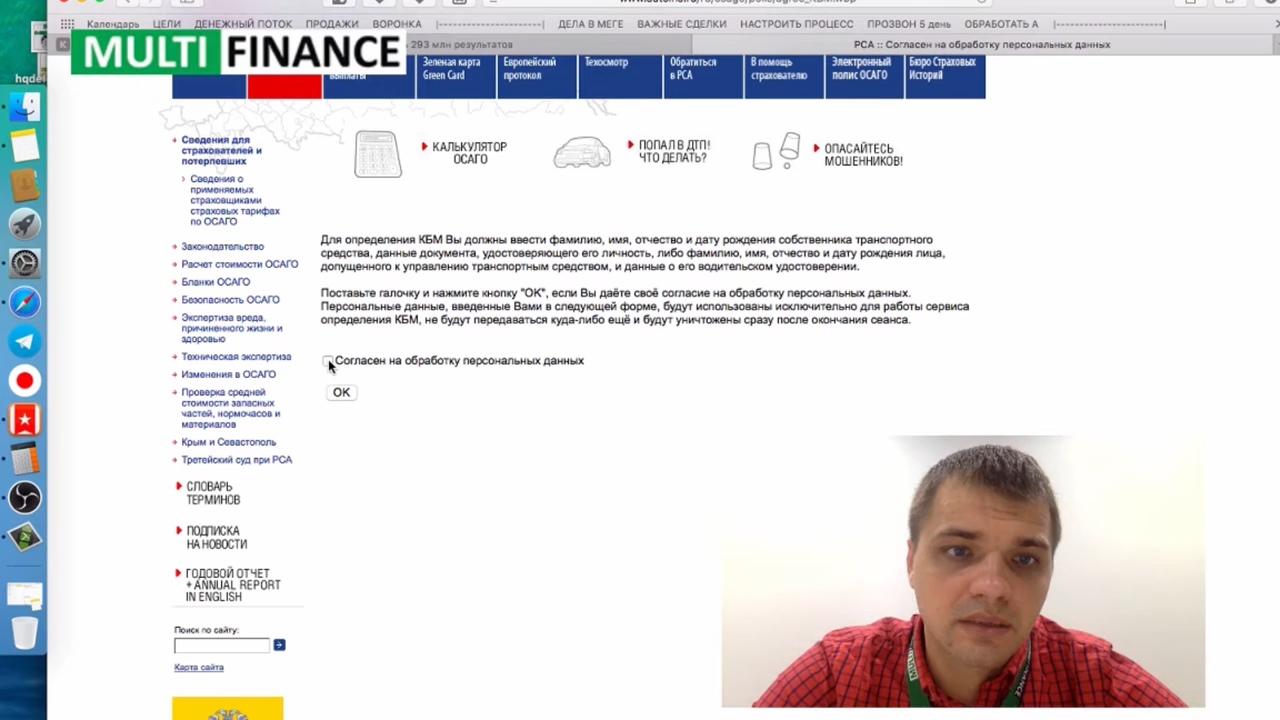 Календарь ЦЕЛИ ДЕНЕЖНЫЙ ПОТОК ПРОДАЖИ ВОРОНКА |------------------| ДЕЛА В МЕГЕ ВАЖНЫЕ СДЕЛКИ НАСТРОИТЬ ПРОЦЕСС ПРОЗВОН 5 день ОБРАБОТАТЬ А |------------------|
293 млн результатов
РСА :: Согласен на обработку персональных данных
MULTI FINANCE
hqdef
выплаты
Зеленая карта
Green Card
Европейский
протокол
Техосмотр
Обратиться
в РСА
В помощь
страхователю
Электронный
полис ОСАГО
Бюро Страховых
Историй
КАЛЬКУЛЯТОР
ОСАГО
ПОПАЛ В ДТП!
ЧТО ДЕЛАТЬ?
ОПАСАЙТЕСЬ
МОШЕННИКОВ!
Сведения для
страхователей и
потерпевших
Сведения о
применяемых
страховщиками
страховых тарифах
по ОСАГО
Законодательство
Расчет стоимости ОСАГО
Бланки ОСАГО
Безопасность ОСАГО
Экспертиза вреда,
причиненного жизни и
здоровью
Техническая экспертиза
Изменения в ОСАГО
Проверка средней
стоимости запасных
частей, нормочасов и
материалов
Крым и Севастополь
Третейский суд при РСА
СЛОВАРЬ
ТЕРМИНОВ
ПОДПИСКА
НА НОВОСТИ
ГОДОВОЙ ОТЧЕТ
+ ANNUAL REPORT
IN ENGLISH
Поиск по сайту:
Карта сайта
Для определения КБМ Вы должны ввести фамилию, имя, отчество и дату рождения собственника транспортного
средства, данные документа, удостоверяющего его личность, либо фамилию, имя, отчество и дату рождения лица,
допущенного к управлению транспортным средством, и данные о его водительском удостоверении.
Поставьте галочку и нажмите кнопку "ОК", если Вы даёте своё согласие на обработку персональных данных.
Персональные данные, введенные Вами в следующей форме, будут использованы исключительно для работы сервиса
определения КБМ, не будут передаваться куда-либо ещё и будут уничтожены сразу после окончания сеанса.
Согласен на обработку персональных данных
OK